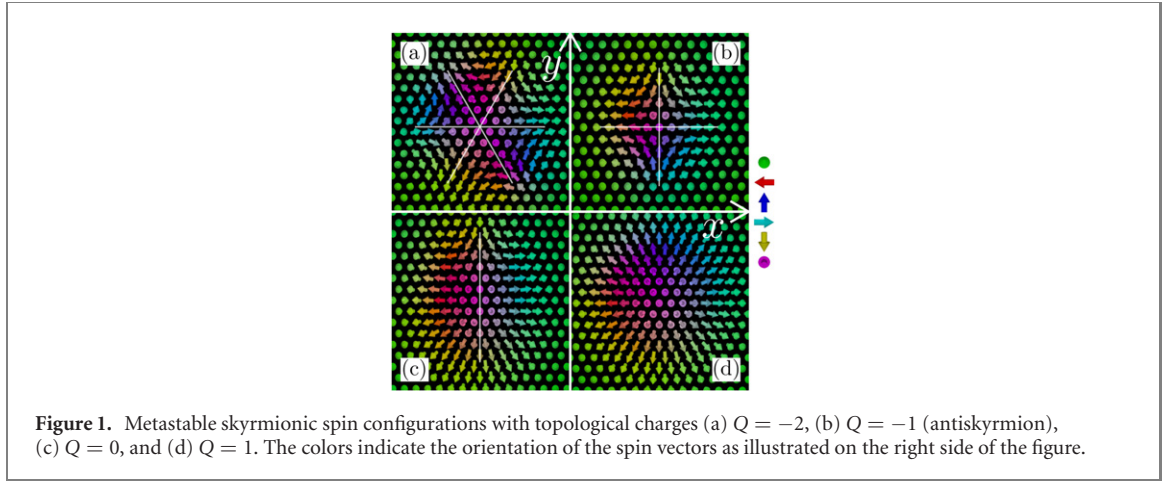 (a)
y
(b)
x
(c)
(d)
Figure 1. Metastable skyrmionic spin configurations with topological charges (a) Q = −2, (b) Q = −1 (antiskyrmion),
(c) Q = 0, and (d) Q = 1. The colors indicate the orientation of the spin vectors as illustrated on the right side of the figure.